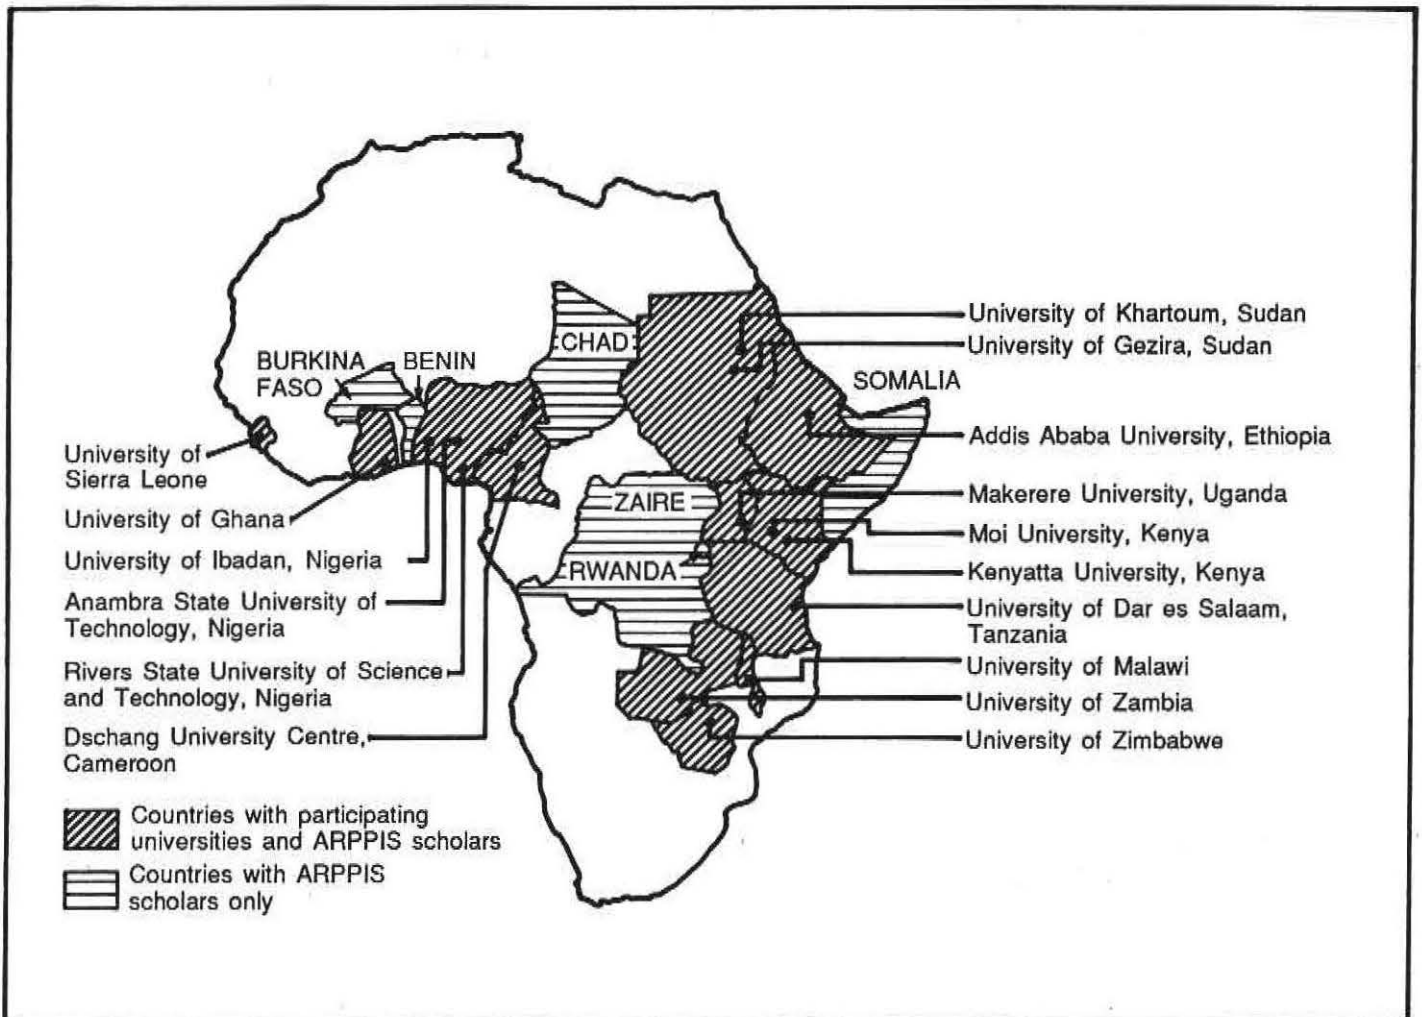 BURKINA
FASO
BENIN
CHAD
SOMALIA
ZAIRE
RWANDA
University of
Sierra Leone
University of Ghana
University of Ibadan, Nigeria
Anambra State University of
Technology, Nigeria
Rivers State University of Science
and Technology, Nigeria
Dschang University Centre,
Cameroon
University of Khartoum, Sudan
University of Gezira, Sudan
Addis Ababa University, Ethiopia
Makerere University, Uganda
Moi University, Kenya
Kenyatta University, Kenya
University of Dar es Salaam,
Tanzania
University of Malawi
University of Zambia
University of Zimbabwe
Countries with participating
universities and ARPPIS scholars
Countries with ARPPIS
scholars only